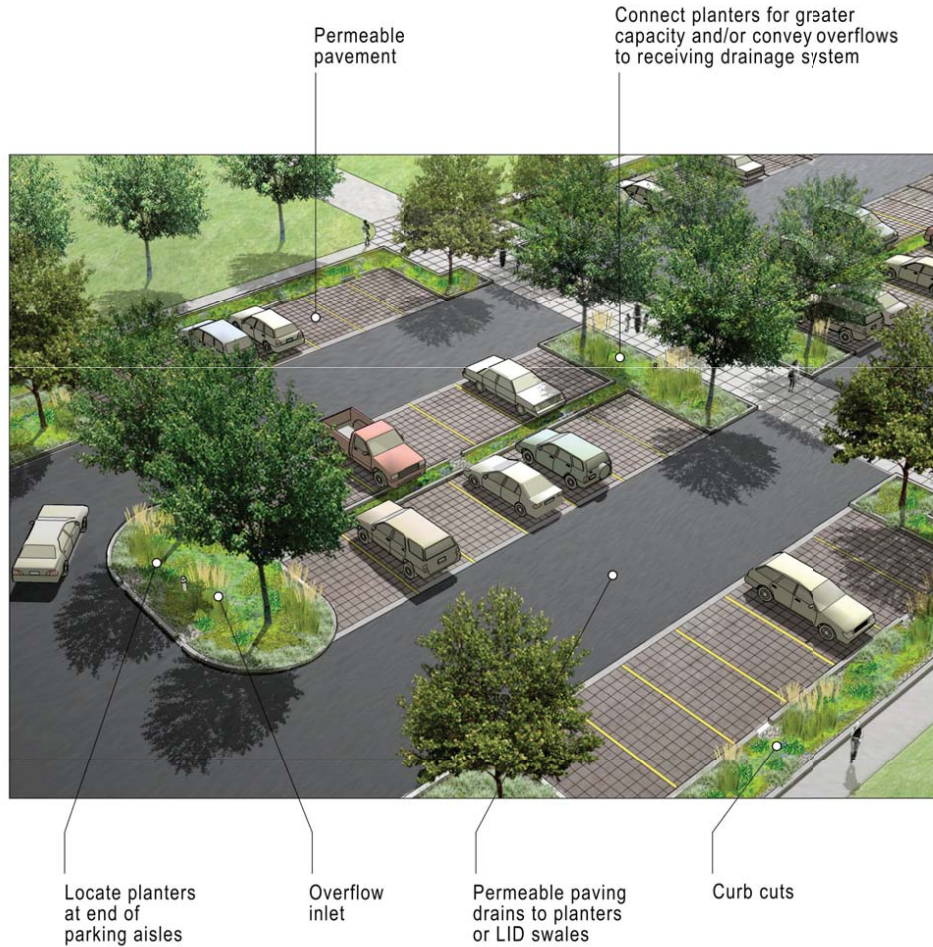 Permeable
pavement
Connect planters for greater
capacity and/or convey overflows
to receiving drainage system
Locate planters
at end of
parking aisles
Overflow
inlet
Permeable paving
drains to planters
or LID swales
Curb cuts